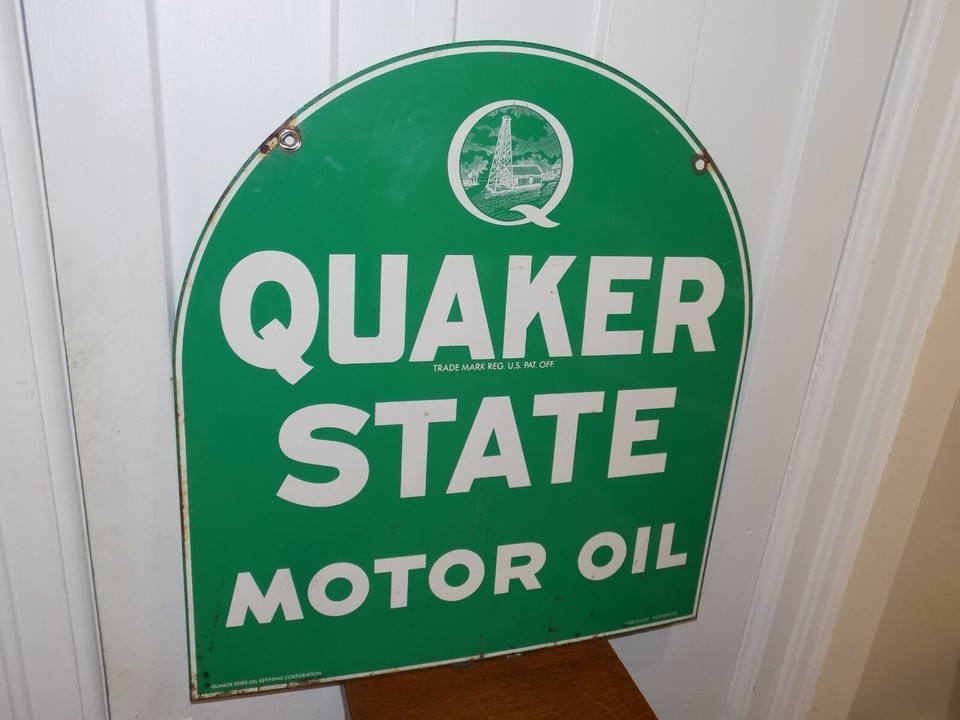 Q
QUAKER
TRADE MARK REG. U.S. PAT. OFF.
STATE
MOTOR OIL
QUAKER STATE OIL REFINING CORPORATION